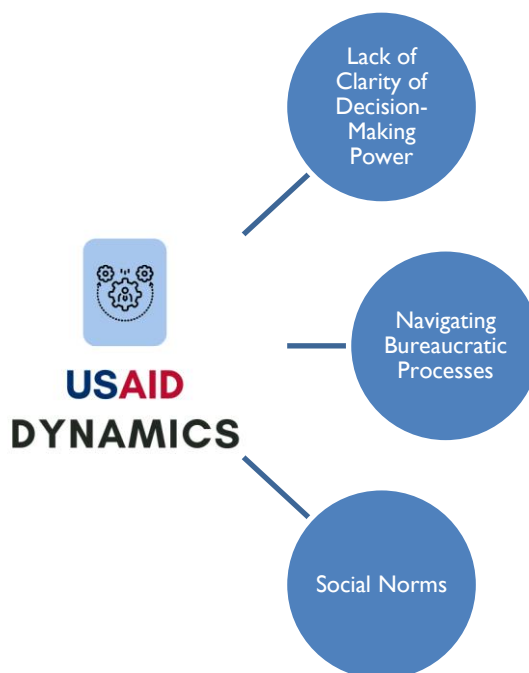 Lack of
Clarity of
Decision-
Making
Power
Navigating
Bureaucratic
Processes
USAID
DYNAMICS
Social Norms